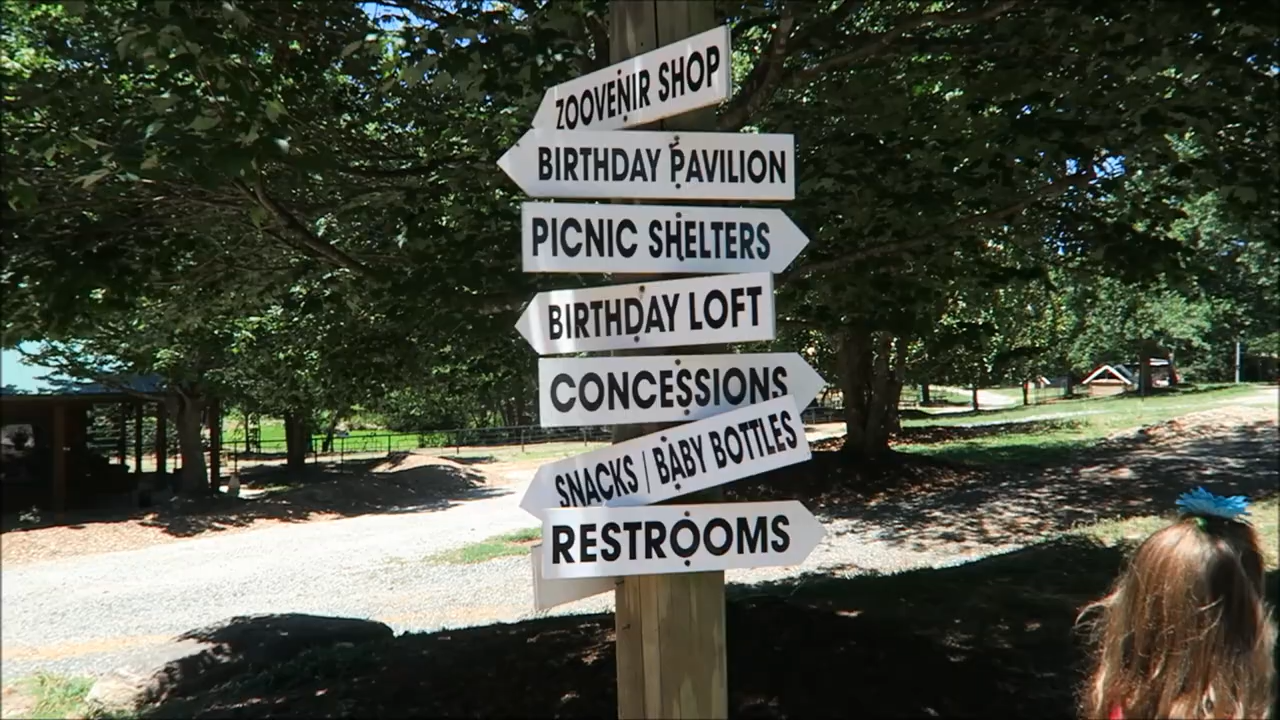 ZOOVENIR SHOP
BIRTHDAY PAVILION
PICNIC SHELTERS
BIRTHDAY LOFT
CONCESSIONS
SNACKS | BABY BOTTLES
RESTROOMS